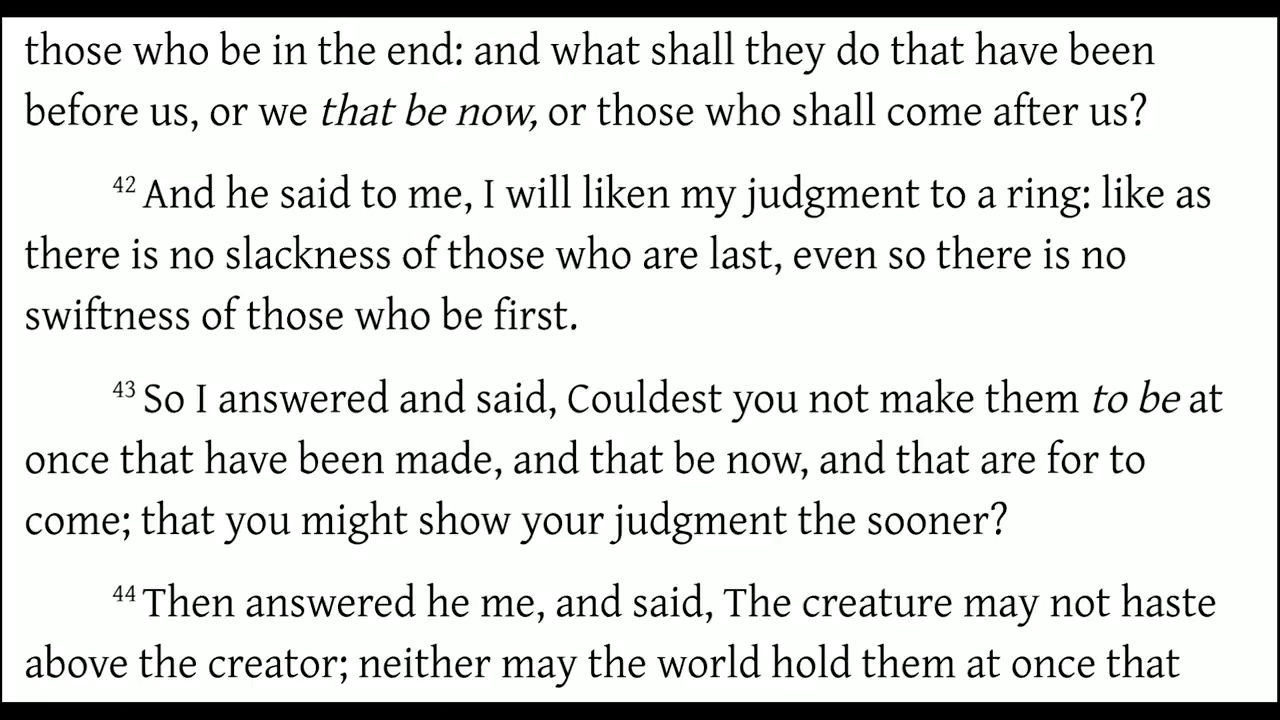 those who be in the end: and what shall they do that have been
before us, or we that be now, or those who shall come after us?
42 And he said to me, I will liken my judgment to a ring: like as
there is no slackness of those who are last, even so there is no
swiftness of those who be first.
43 So I answered and said, Couldest you not make them to be at
once that have been made, and that be now, and that are for to
come; that you might show your judgment the sooner?
44 Then answered he me, and said, The creature may not haste
above the creator; neither may the world hold them at once that